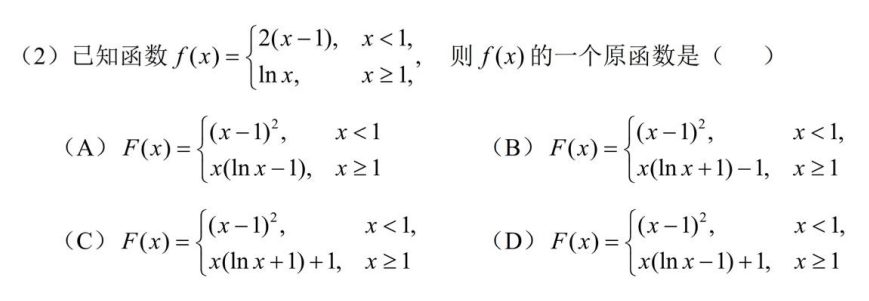 （2）已知函数 f(x) = { 2(x−1), x<1, ln x, x≥1, , 则 f(x) 的一个原函数是（ ）
（A）F(x) = { (x−1)², x<1 x(ln x−1), x≥1
（B）F(x) = { (x−1)², x<1, x(ln x+1)−1, x≥1
（C）F(x) = { (x−1)², x<1, x(ln x+1)+1, x≥1
（D）F(x) = { (x−1)², x<1, x(ln x−1)+1, x≥1